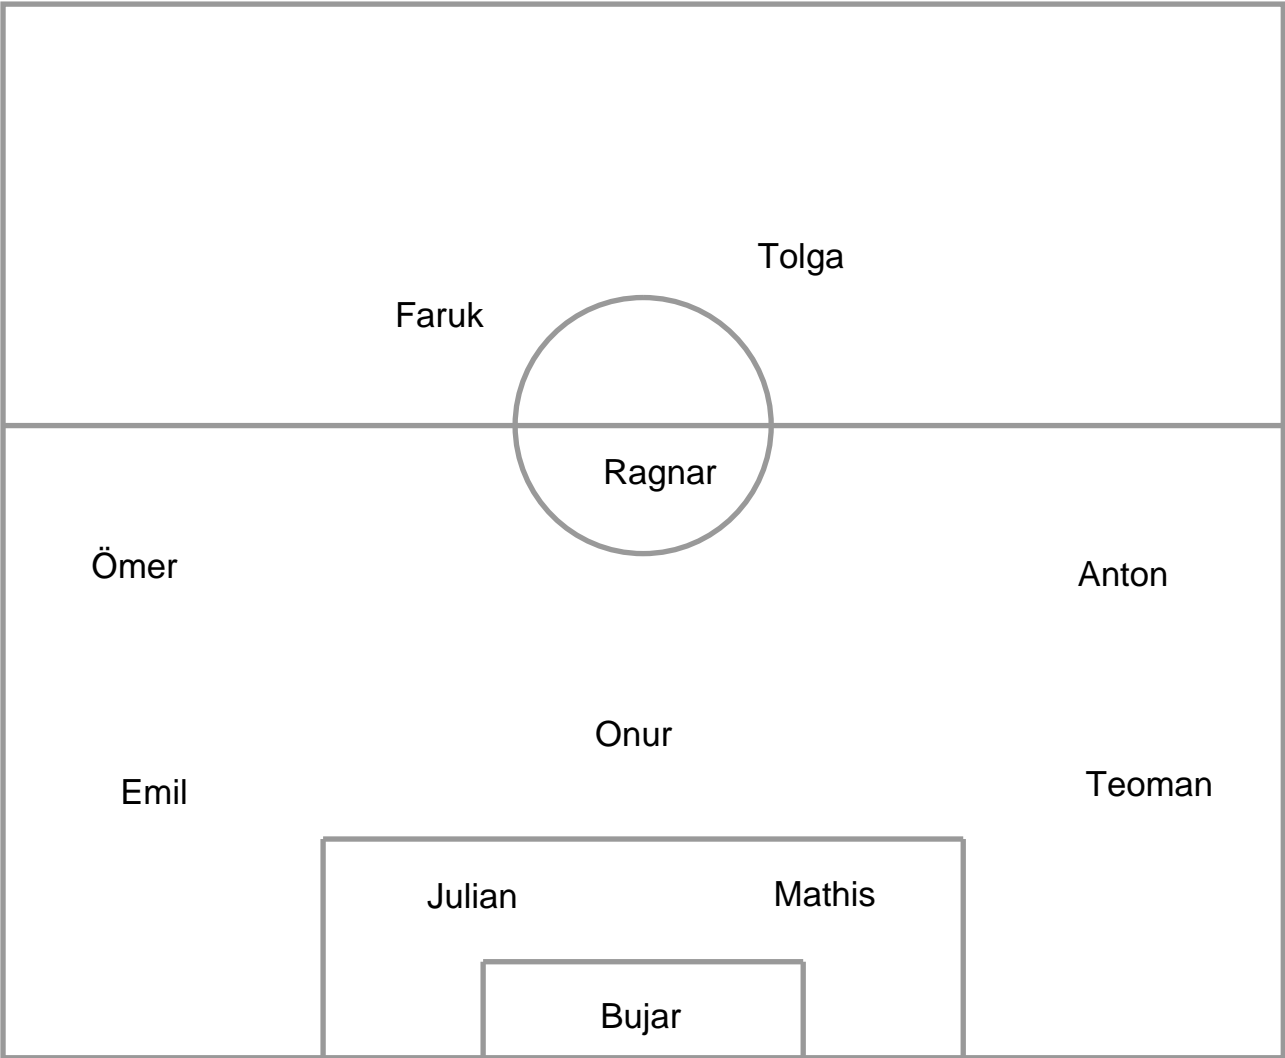 Tolga
Faruk
Ragnar
Ömer
Anton
Onur
Teoman
Emil
Julian
Mathis
Bujar